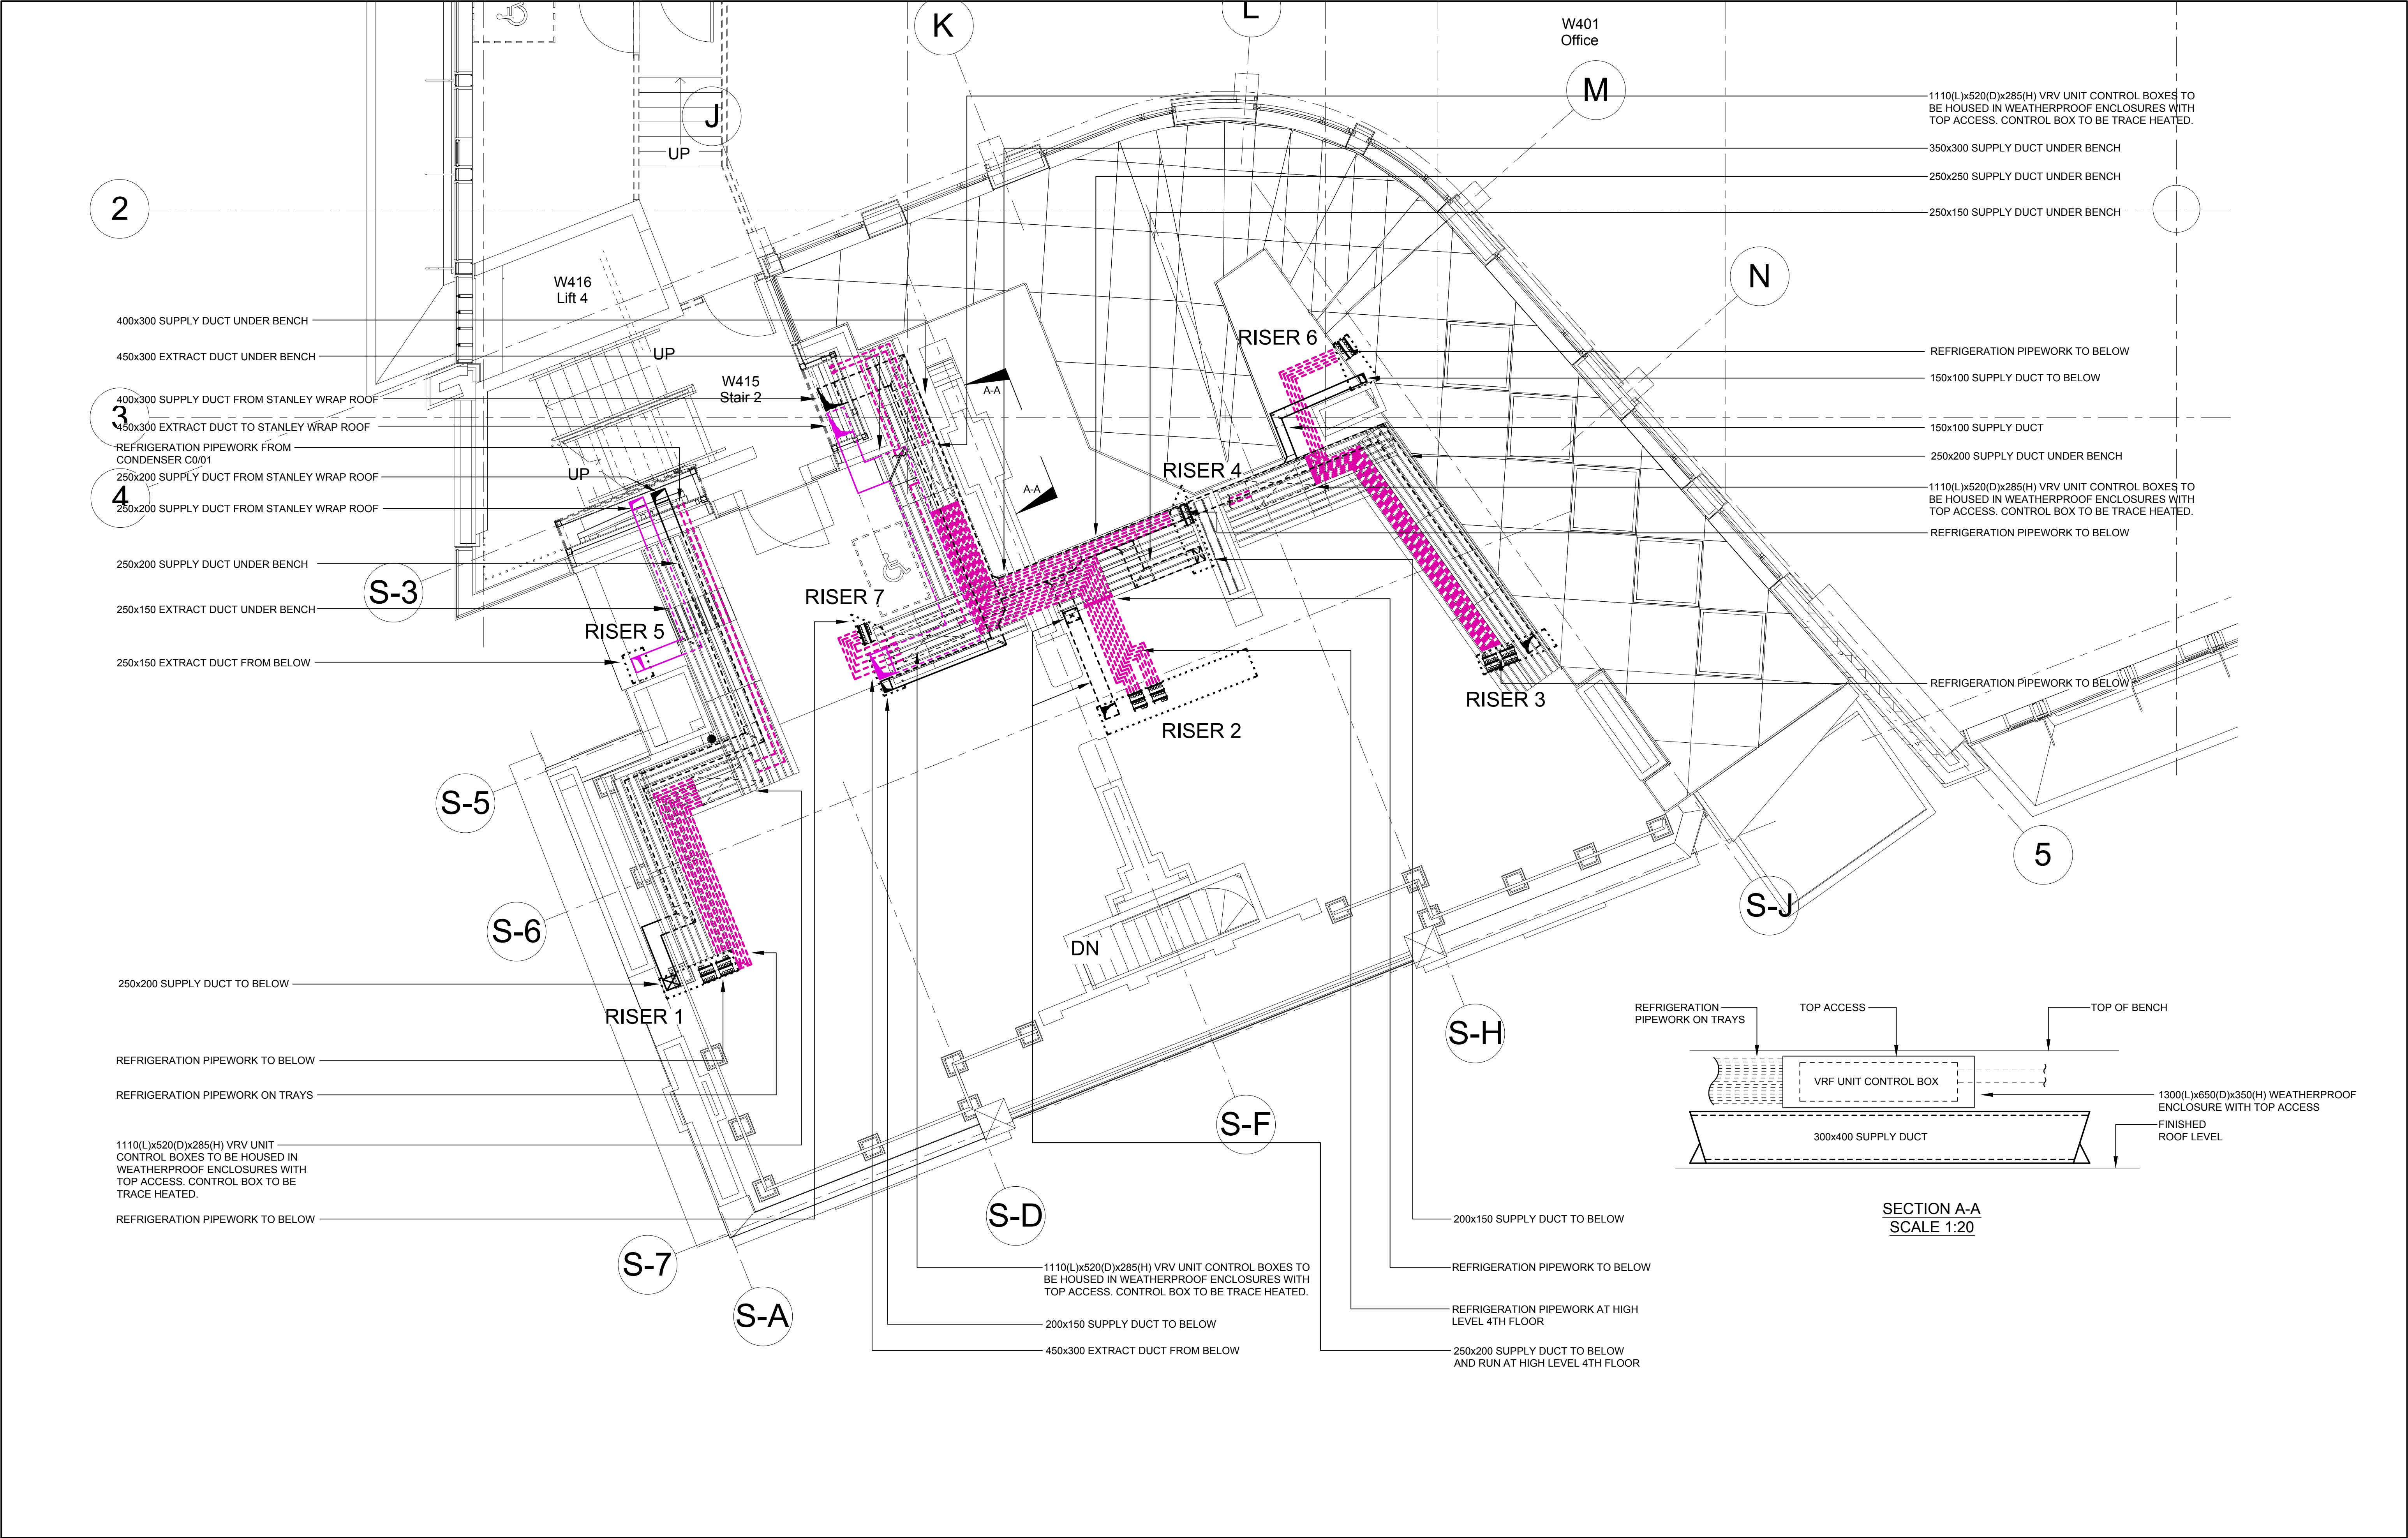 K
L
W401
Office
M
J
UP
2
N
1110(L)x520(D)x285(H) VRV UNIT CONTROL BOXES TO
BE HOUSED IN WEATHERPROOF ENCLOSURES WITH
TOP ACCESS. CONTROL BOX TO BE TRACE HEATED.
350x300 SUPPLY DUCT UNDER BENCH
250x250 SUPPLY DUCT UNDER BENCH
250x150 SUPPLY DUCT UNDER BENCH
W416
Lift 4
400x300 SUPPLY DUCT UNDER BENCH
450x300 EXTRACT DUCT UNDER BENCH
UP
W415
Stair 2
A-A
RISER 6
REFRIGERATION PIPEWORK TO BELOW
150x100 SUPPLY DUCT TO BELOW
400x300 SUPPLY DUCT FROM STANLEY WRAP ROOF
3
450x300 EXTRACT DUCT TO STANLEY WRAP ROOF
150x100 SUPPLY DUCT
REFRIGERATION PIPEWORK FROM
CONDENSER C0/01
250x200 SUPPLY DUCT UNDER BENCH
UP
250x200 SUPPLY DUCT FROM STANLEY WRAP ROOF
4
250x200 SUPPLY DUCT FROM STANLEY WRAP ROOF
A-A
RISER 4
1110(L)x520(D)x285(H) VRV UNIT CONTROL BOXES TO
BE HOUSED IN WEATHERPROOF ENCLOSURES WITH
TOP ACCESS. CONTROL BOX TO BE TRACE HEATED.
REFRIGERATION PIPEWORK TO BELOW
250x200 SUPPLY DUCT UNDER BENCH
S-3
RISER 7
250x150 EXTRACT DUCT UNDER BENCH
RISER 5
250x150 EXTRACT DUCT FROM BELOW
REFRIGERATION PIPEWORK TO BELOW
RISER 3
RISER 2
S-5
5
S-J
S-6
DN
250x200 SUPPLY DUCT TO BELOW
RISER 1
S-H
REFRIGERATION PIPEWORK TO BELOW
REFRIGERATION PIPEWORK ON TRAYS
1110(L)x520(D)x285(H) VRV UNIT
CONTROL BOXES TO BE HOUSED IN
WEATHERPROOF ENCLOSURES WITH
TOP ACCESS. CONTROL BOX TO BE
TRACE HEATED.
REFRIGERATION PIPEWORK TO BELOW
S-F
S-D
S-7
S-A
1110(L)x520(D)x285(H) VRV UNIT CONTROL BOXES TO
BE HOUSED IN WEATHERPROOF ENCLOSURES WITH
TOP ACCESS. CONTROL BOX TO BE TRACE HEATED.
200x150 SUPPLY DUCT TO BELOW
450x300 EXTRACT DUCT FROM BELOW
200x150 SUPPLY DUCT TO BELOW
REFRIGERATION PIPEWORK TO BELOW
REFRIGERATION PIPEWORK AT HIGH
LEVEL 4TH FLOOR
250x200 SUPPLY DUCT TO BELOW
AND RUN AT HIGH LEVEL 4TH FLOOR
REFRIGERATION
PIPEWORK ON TRAYS
TOP ACCESS
TOP OF BENCH
VRF UNIT CONTROL BOX
1300(L)x650(D)x350(H) WEATHERPROOF
ENCLOSURE WITH TOP ACCESS
FINISHED
ROOF LEVEL
300x400 SUPPLY DUCT
SECTION A-A
SCALE 1:20